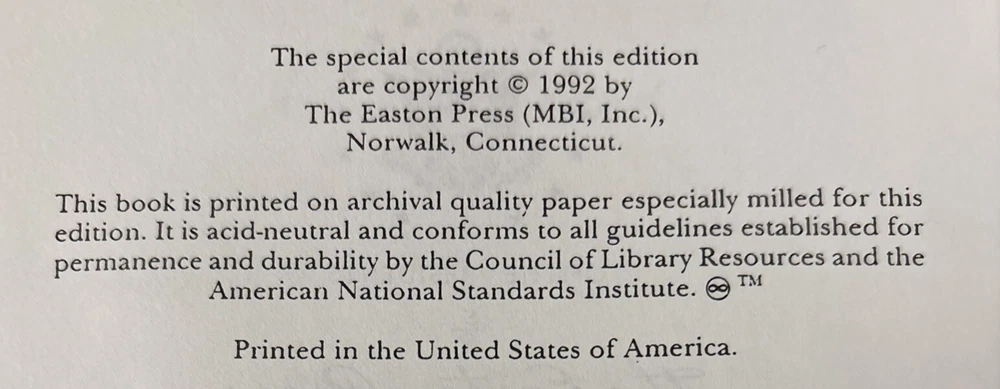 The special contents of this edition
are copyright © 1992 by
The Easton Press (MBI, Inc.),
Norwalk, Connecticut.
This book is printed on archival quality paper especially milled for this
edition. It is acid-neutral and conforms to all guidelines established for
permanence and durability by the Council of Library Resources and the
American National Standards Institute. ♾ ™
Printed in the United States of America.